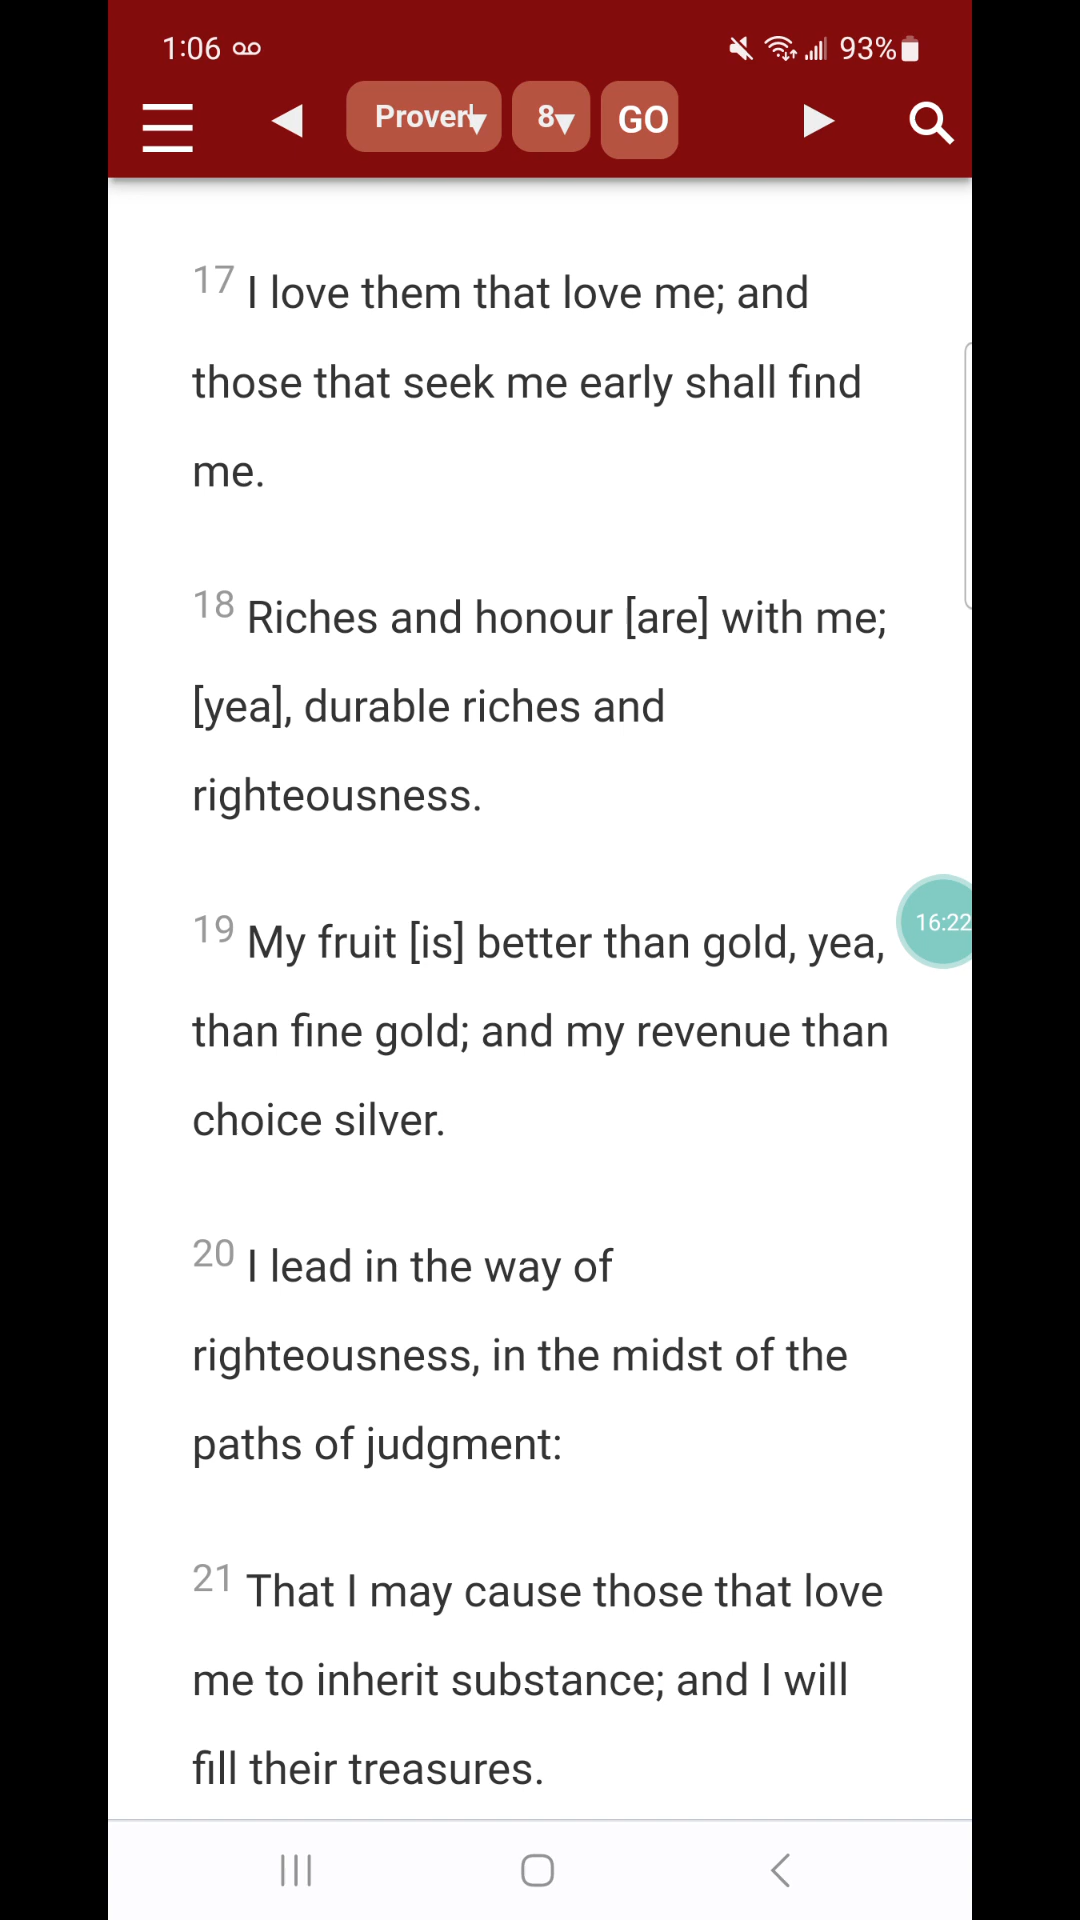 1:06 93%
Prover 8 GO
17 I love them that love me; and
those that seek me early shall find
me.
18 Riches and honour [are] with me;
[yea], durable riches and
righteousness.
19 My fruit [is] better than gold, yea,
than fine gold; and my revenue than
choice silver.
16:22
20 I lead in the way of
righteousness, in the midst of the
paths of judgment:
21 That I may cause those that love
me to inherit substance; and I will
fill their treasures.